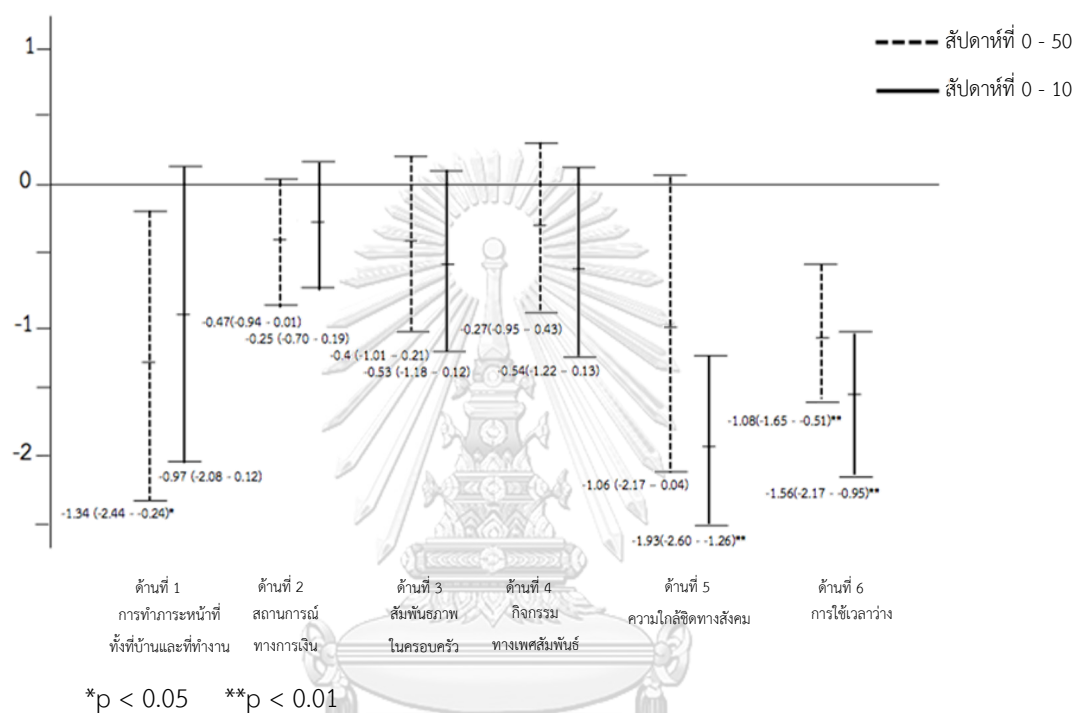 สัปดาห์ที่ 0 - 50
สัปดาห์ที่ 0 - 10
1
0
-1
-2
-1.34 (-2.44 - -0.24)*
-0.97 (-2.08 - 0.12)
-0.47(-0.94 - 0.01)
-0.25 (-0.70 - 0.19)
-0.4 (-1.01 - 0.21)
-0.53 (-1.18 - 0.12)
-0.27(-0.95 - 0.43)
-0.54(-1.22 - 0.13)
-1.06 (-2.17 - 0.04)
-1.93(-2.60 - -1.26)**
-1.08(-1.65 - -0.51)**
-1.56(-2.17 - -0.95)**
ด้านที่ 1
การทำภาระหน้าที่
ทั้งที่บ้านและที่ทำงาน
ด้านที่ 2
สถานการณ์
ทางการเงิน
ด้านที่ 3
สัมพันธภาพ
ในครอบครัว
ด้านที่ 4
กิจกรรม
ทางเพศสัมพันธ์
ด้านที่ 5
ความใกล้ชิดทางสังคม
ด้านที่ 6
การใช้เวลาว่าง
*p < 0.05 **p < 0.01